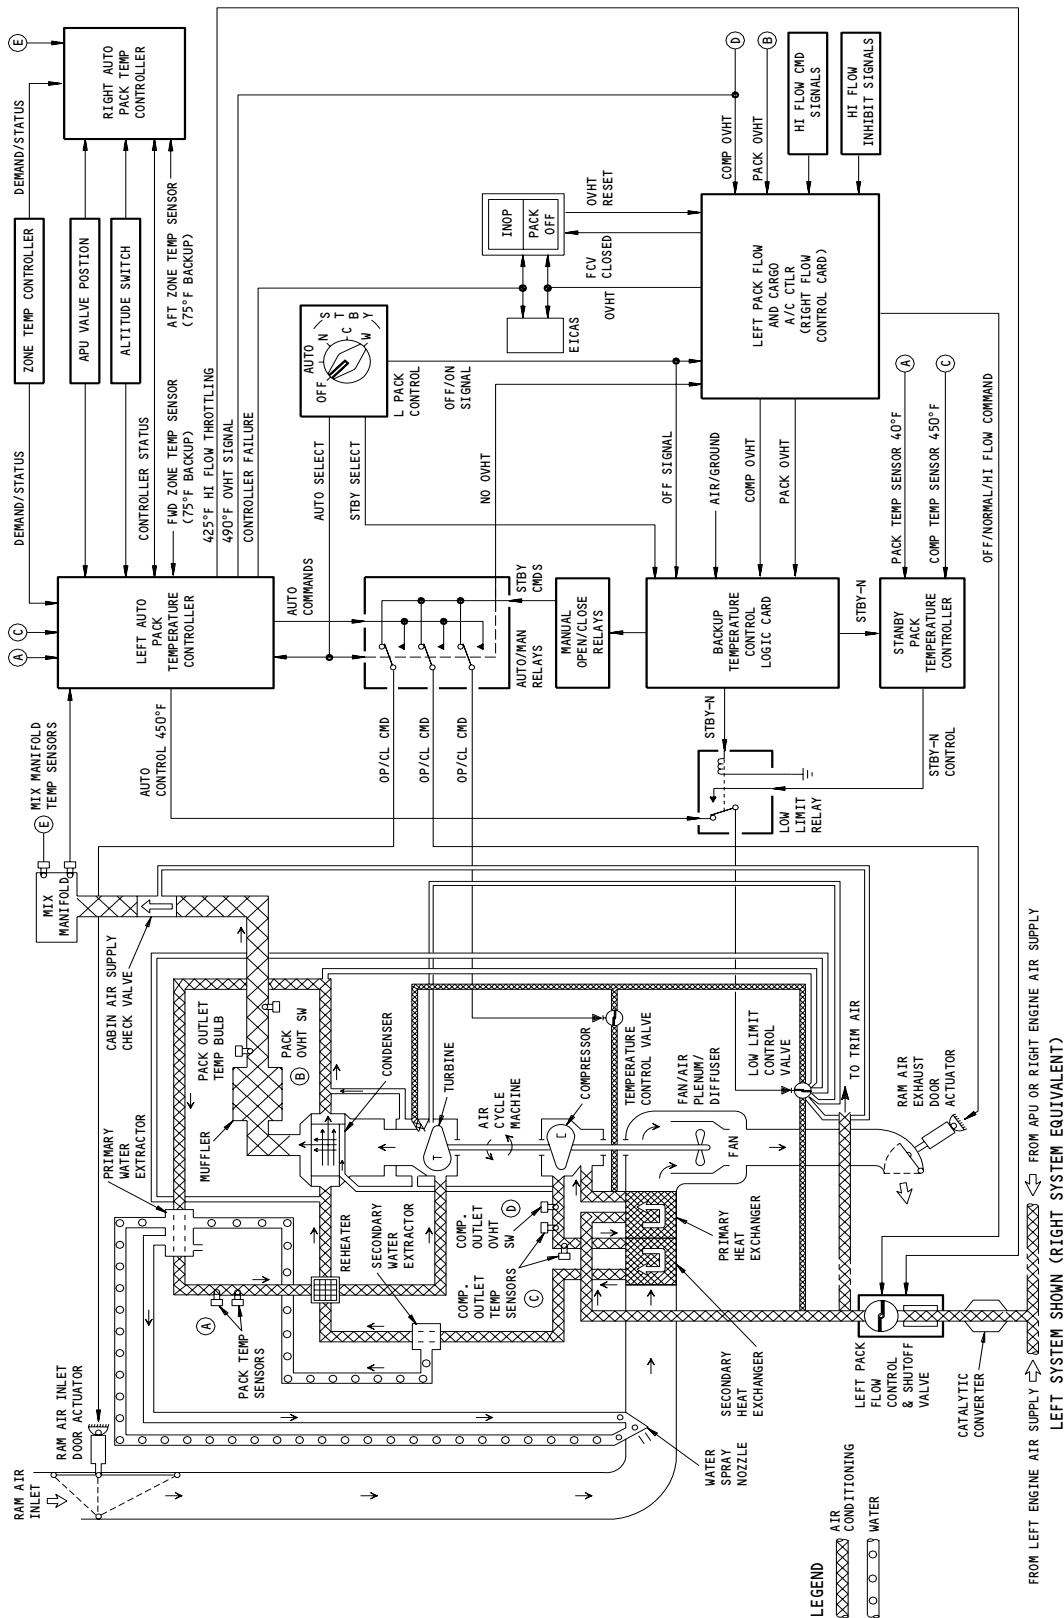 RAM AIR
INLET
RAM AIR INLET
DOOR ACTUATOR
PRIMARY
WATER
EXTRACTOR
MUFFLER
PACK OUTLET
TEMP BULB
CABIN AIR SUPPLY
CHECK VALVE
MIX
MANIFOLD
E
MIX MANIFOLD
TEMP SENSORS
AUTO
CONTROL 450°F
A
C
LEFT AUTO
PACK
TEMPERATURE
CONTROLLER
DEMAND/STATUS
ZONE TEMP CONTROLLER
DEMAND/STATUS
APU VALVE POSTION
ALTITUDE SWITCH
CONTROLLER STATUS
FWD ZONE TEMP SENSOR
(75°F BACKUP)
AFT ZONE TEMP SENSOR
(75°F BACKUP)
425°F HI FLOW THROTTLING
490°F OVHT SIGNAL
CONTROLLER FAILURE
RIGHT AUTO
PACK TEMP
CONTROLLER
E
A
PACK TEMP
SENSORS
B
PACK
OVHT SW
CONDENSER
REHEATER
SECONDARY
WATER
EXTRACTOR
T
TURBINE
AIR
CYCLE
MACHINE
C
COMPRESSOR
COMP.
OUTLET
OVHT
SW
D
COMP.
OUTLET
TEMP
SENSORS
C
TEMPERATURE
CONTROL VALVE
FAN/AIR
PLENUM/
DIFFUSER
FAN
PRIMARY
HEAT
EXCHANGER
SECONDARY
HEAT
EXCHANGER
WATER
SPRAY
NOZZLE
LOW LIMIT
CONTROL
VALVE
TO TRIM AIR
RAM AIR
EXHAUST
DOOR
ACTUATOR
LEFT PACK
FLOW
CONTROL
& SHUTOFF
VALVE
CATALYTIC
CONVERTER
FROM LEFT ENGINE AIR SUPPLY
FROM APU OR RIGHT ENGINE AIR SUPPLY
AUTO
COMMANDS
AUTO SELECT
STBY SELECT
OP/CL CMD
OP/CL CMD
OP/CL CMD
STBY
CMDS
AUTO/MAN
RELAYS
NO OVHT
MANUAL
OPEN/CLOSE
RELAYS
OFF
AUTO
N
C
W
STBY
L PACK
CONTROL
OFF/ON
SIGNAL
EICAS
INOP
PACK
OFF
OVHT
RESET
FCV
CLOSED
OVHT
OFF SIGNAL
AIR/GROUND
COMP OVHT
PACK OVHT
BACKUP
TEMPERATURE
CONTROL
LOGIC CARD
STBY-N
STBY-N
LOW
LIMIT
RELAY
STBY-N
CONTROL
STANBY
PACK
TEMPERATURE
CONTROLLER
PACK TEMP SENSOR 40°F
A
COMP TEMP SENSOR 450°F
C
OFF/NORMAL/HI FLOW COMMAND
LEFT PACK FLOW
AND CARGO
A/C CTLR
(RIGHT FLOW
CONTROL CARD)
COMP OVHT
D
PACK OVHT
B
HI FLOW CMD
SIGNALS
HI FLOW
INHIBIT SIGNALS
LEGEND
AIR
CONDITIONING
WATER
LEFT SYSTEM SHOWN (RIGHT SYSTEM EQUIVALENT)